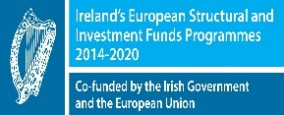 Ireland's European Structural and
Investment Funds Programmes
2014-2020
Co-funded by the Irish Government
and the European Union